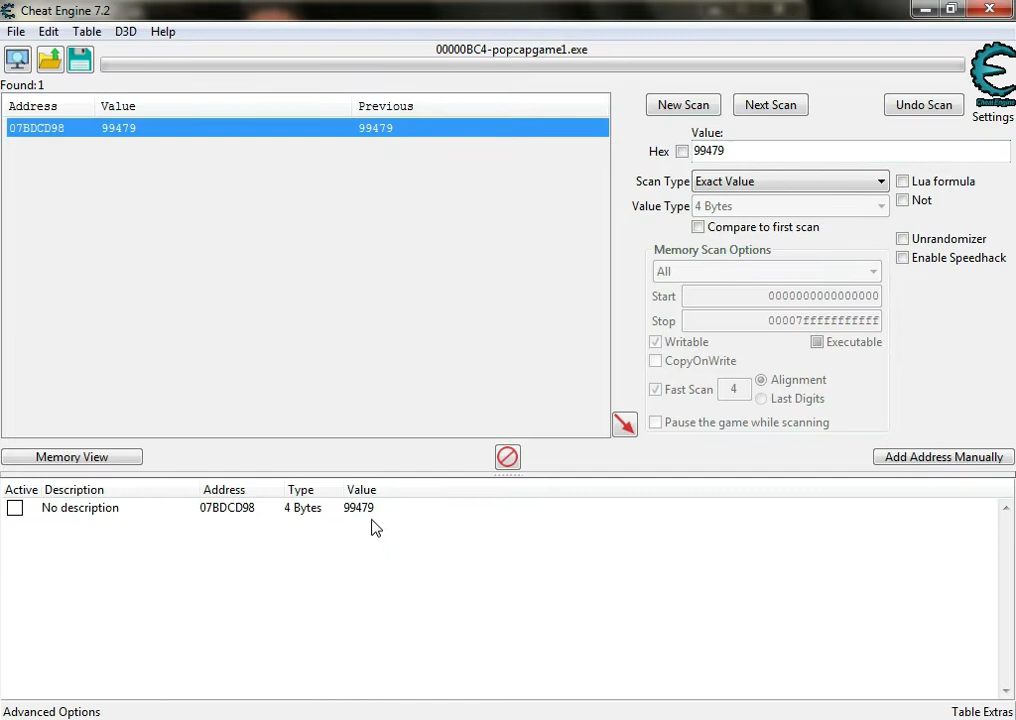 Cheat Engine 7.2
File Edit Table D3D Help
00000BC4-popcapgame1.exe
Found:1
Address Value Previous
07BDCD98 99479 99479
New Scan Next Scan Undo Scan
Cheat Engine
Settings
Value:
Hex 99479
Scan Type Exact Value Lua formula
Value Type 4 Bytes Not
Compare to first scan
Unrandomizer
Memory Scan Options
Enable Speedhack
All
Start 0000000000000000
Stop 00007fffffffffff
Writable Executable
CopyOnWrite
Fast Scan 4 Alignment
Last Digits
Pause the game while scanning
Memory View Add Address Manually
Active Description Address Type Value
No description 07BDCD98 4 Bytes 99479
Advanced Options Table Extras